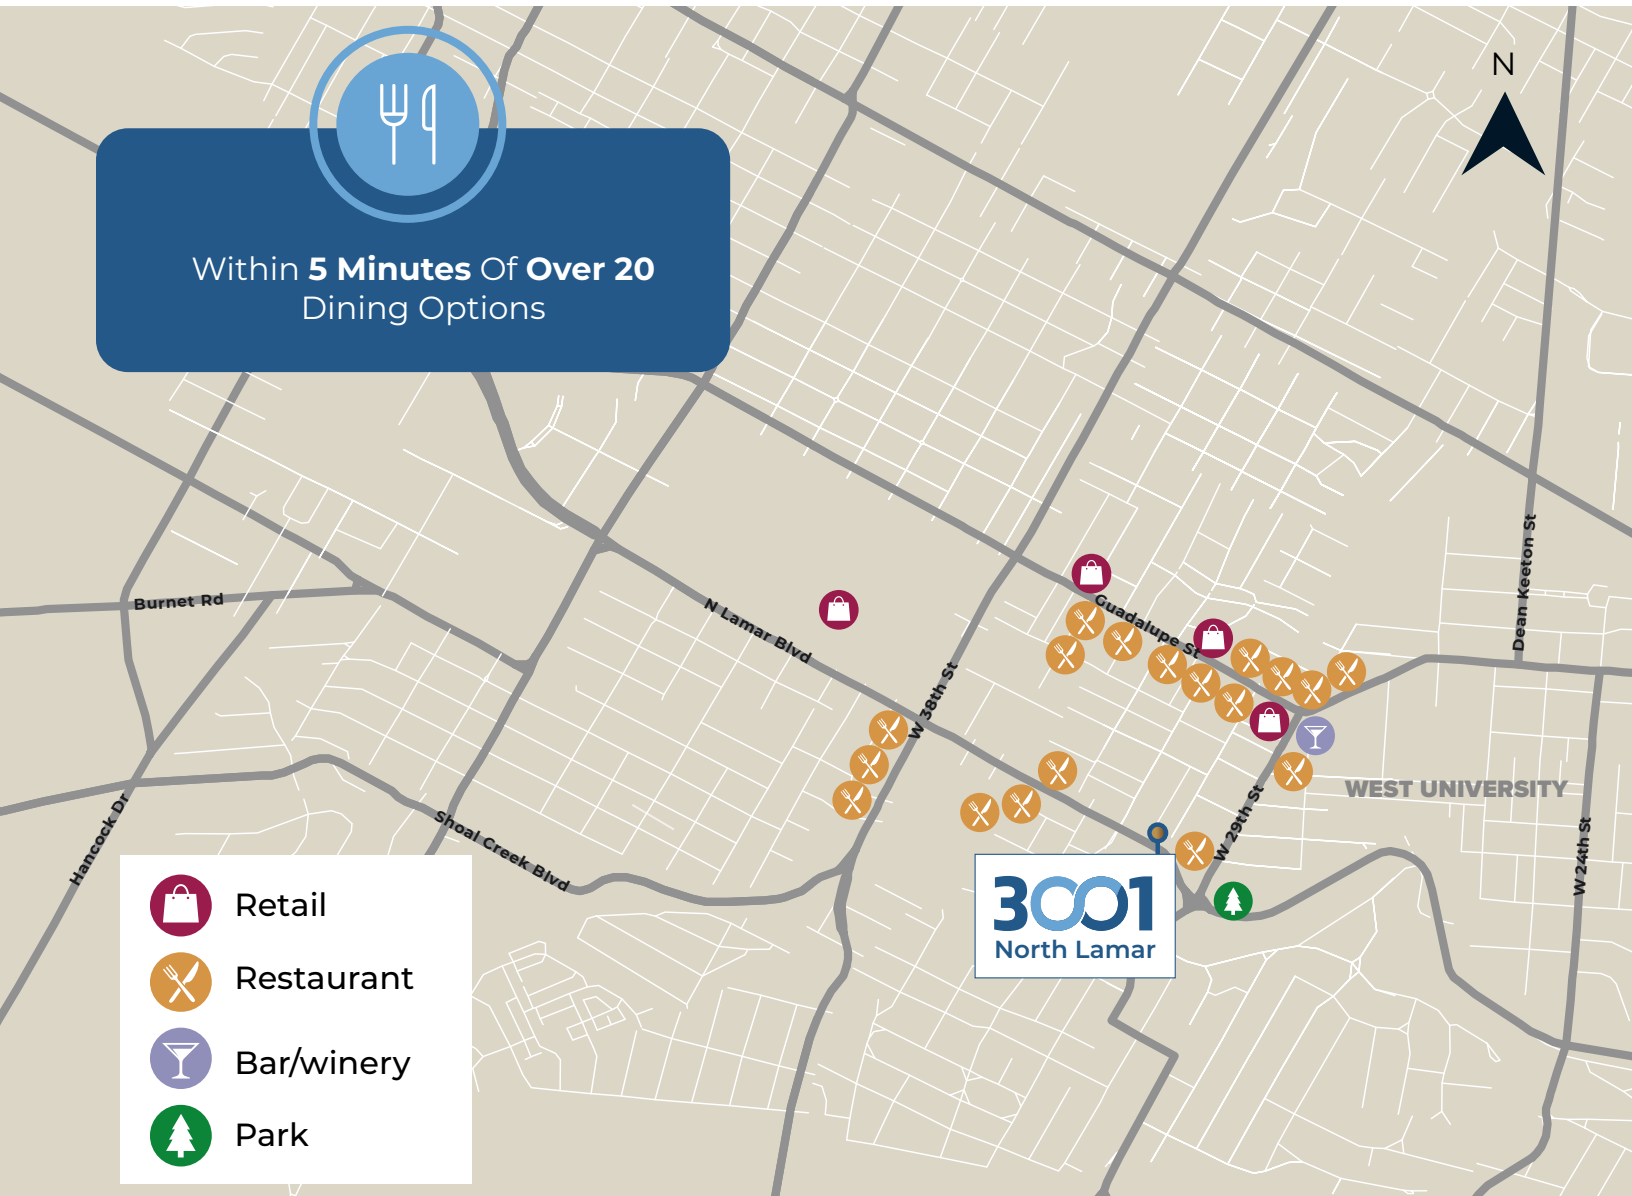 N
Within 5 Minutes Of Over 20
Dining Options
Burnet Rd
N Lamar Blvd
Guadalupe St
Dean Keeton St
W 38th St
WEST UNIVERSITY
W 29th St
Hancock Dr
Shoal Creek Blvd
W 24th St
3001
North Lamar
Retail
Restaurant
Bar/winery
Park